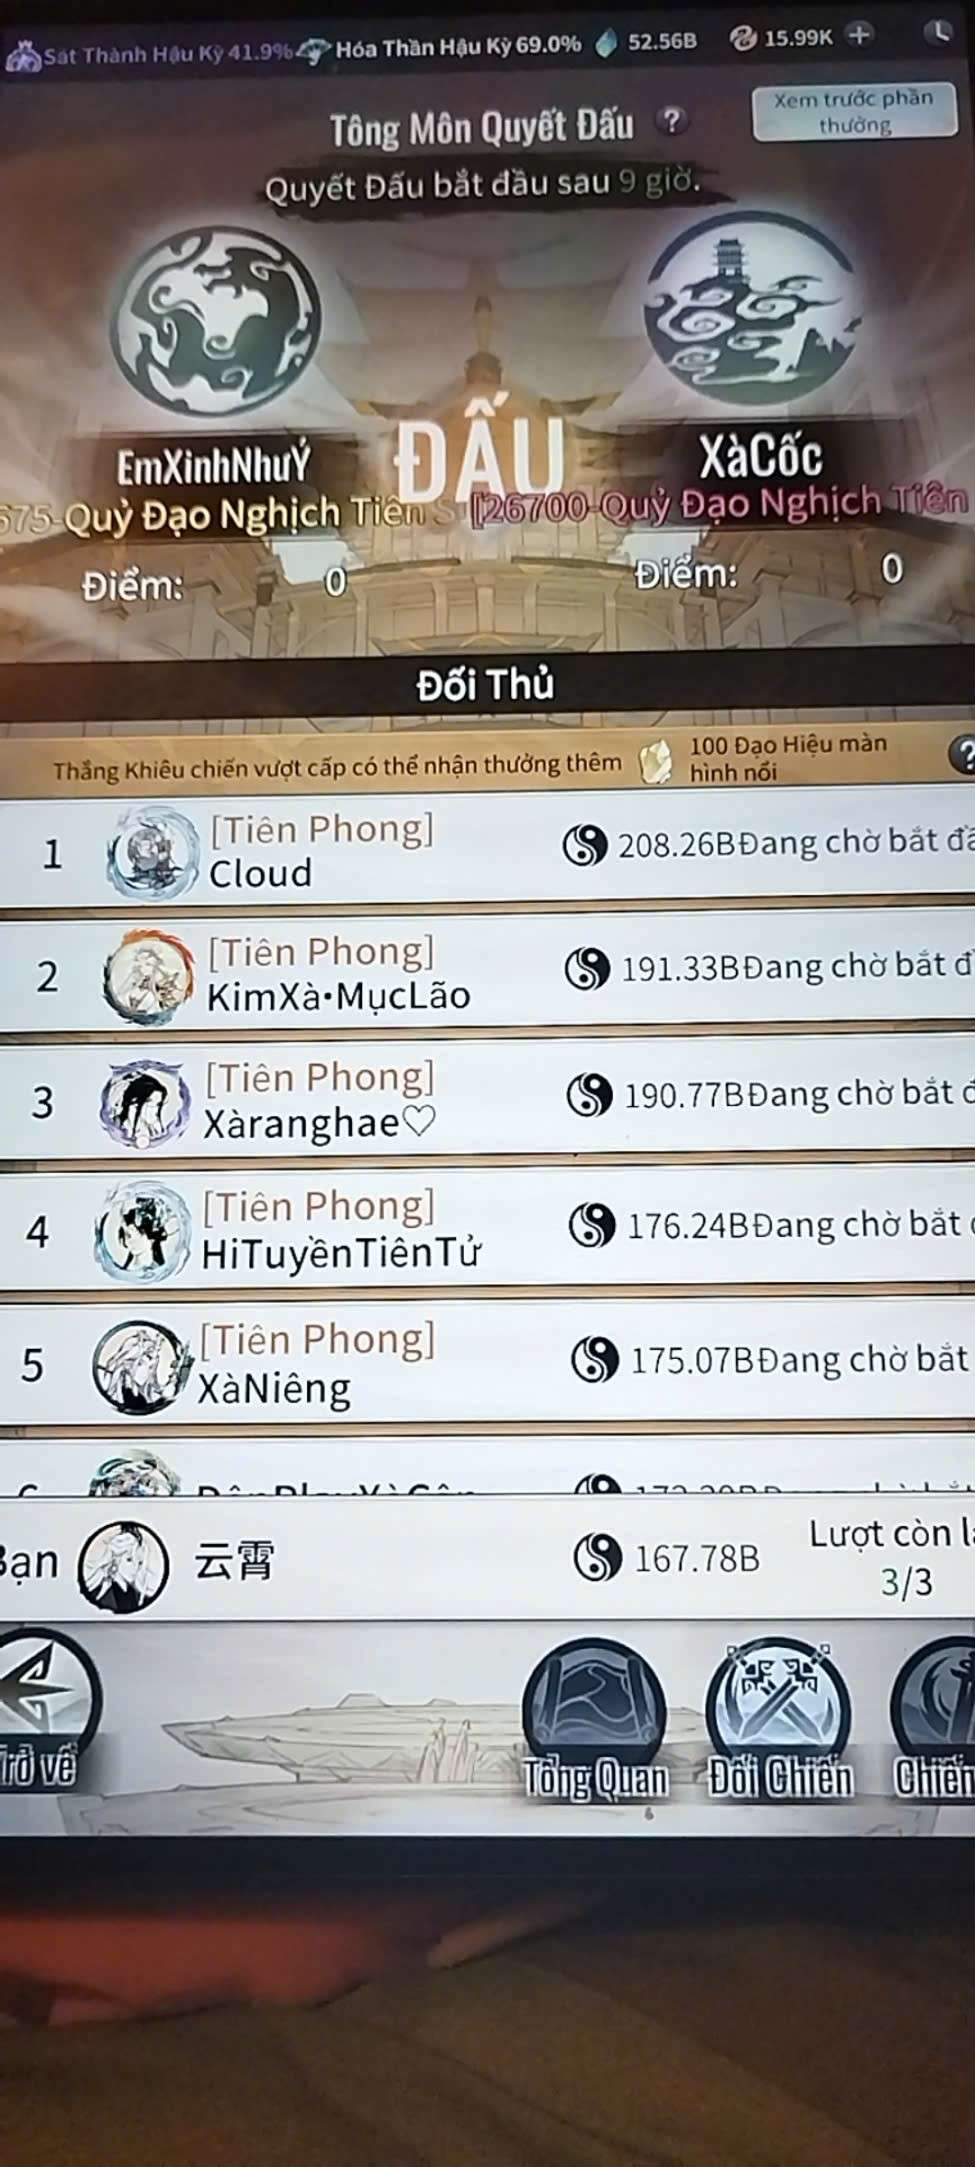 Sát Thành Hậu Kỳ 41.9% Hóa Thần Hậu Kỳ 69.0% 52.56B 15.99K +
Tông Môn Quyết Đấu ?
Xem trước phần
thưởng
Quyết Đấu bắt đầu sau 9 giờ.
EmXinhNhưÝ
ĐẤU
XàCốc
575-Quỷ Đạo Nghịch Tiên
[26700-Quỷ Đạo Nghịch Tiên
Điểm: 0
Điểm: 0
Đối Thủ
Thắng Khiêu chiến vượt cấp có thể nhận thưởng thêm
100 Đạo Hiệu màn
hình nổi
?
1 [Tiên Phong]
Cloud
208.26B Đang chờ bắt
2 [Tiên Phong]
KimXà•MụcLão
191.33B Đang chờ bắt
3 [Tiên Phong]
Xàranghae♡
190.77B Đang chờ bắt
4 [Tiên Phong]
HiTuyềnTiênTử
176.24B Đang chờ bắt
5 [Tiên Phong]
XàNiêng
175.07B Đang chờ bắt
Bạn
云霄
167.78B
Lượt còn
3/3
Trở về
Tổng Quan
Đối Chiến
Chiến